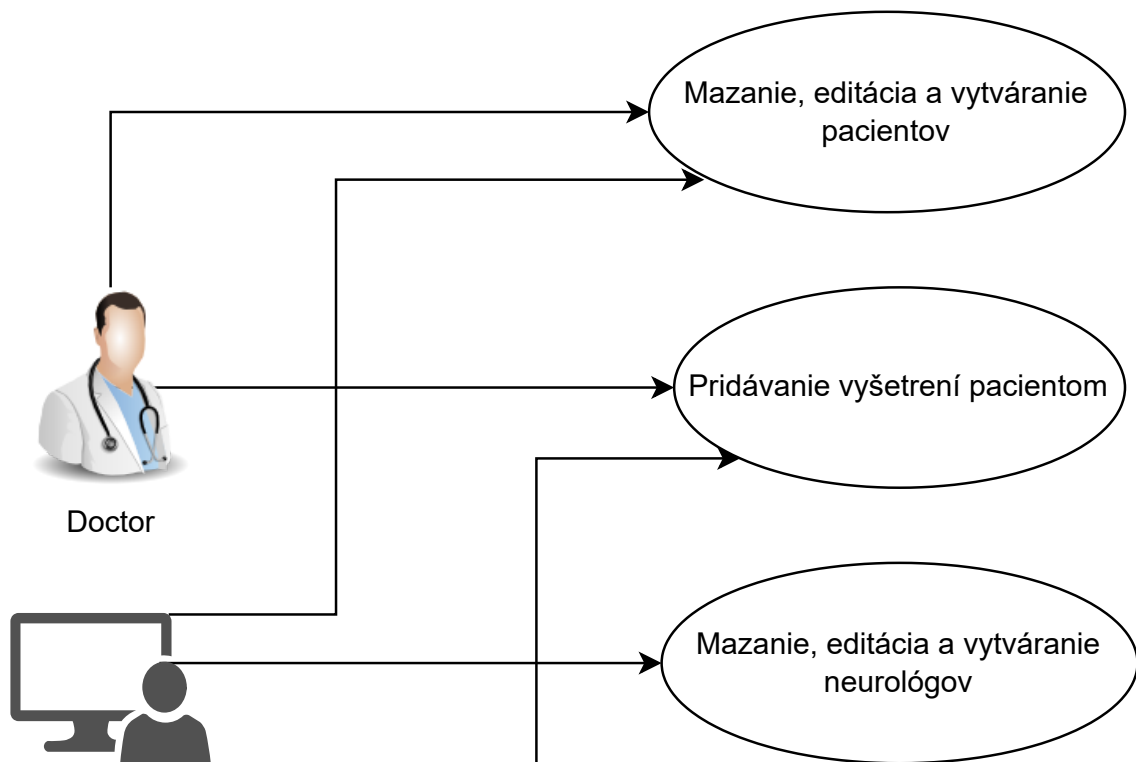 Mazanie, editácia a vytváranie
pacientov
Pridávanie vyšetrení pacientom
Doctor
Mazanie, editácia a vytváranie
neurológov